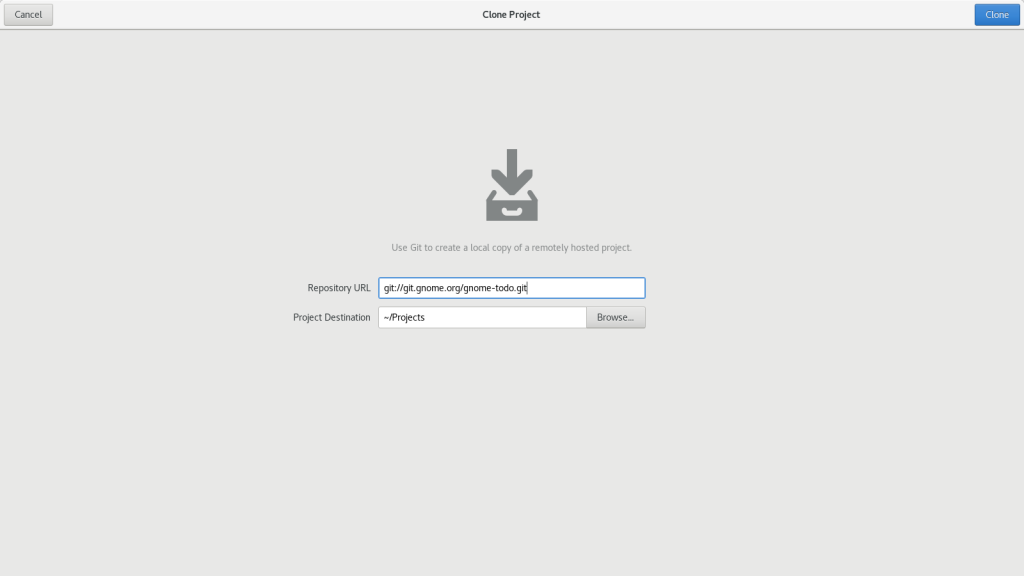 Cancel
Clone Project
Clone
Use Git to create a local copy of a remotely hosted project.
Repository URL
git://git.gnome.org/gnome-todo.git
Project Destination
~/Projects
Browse...